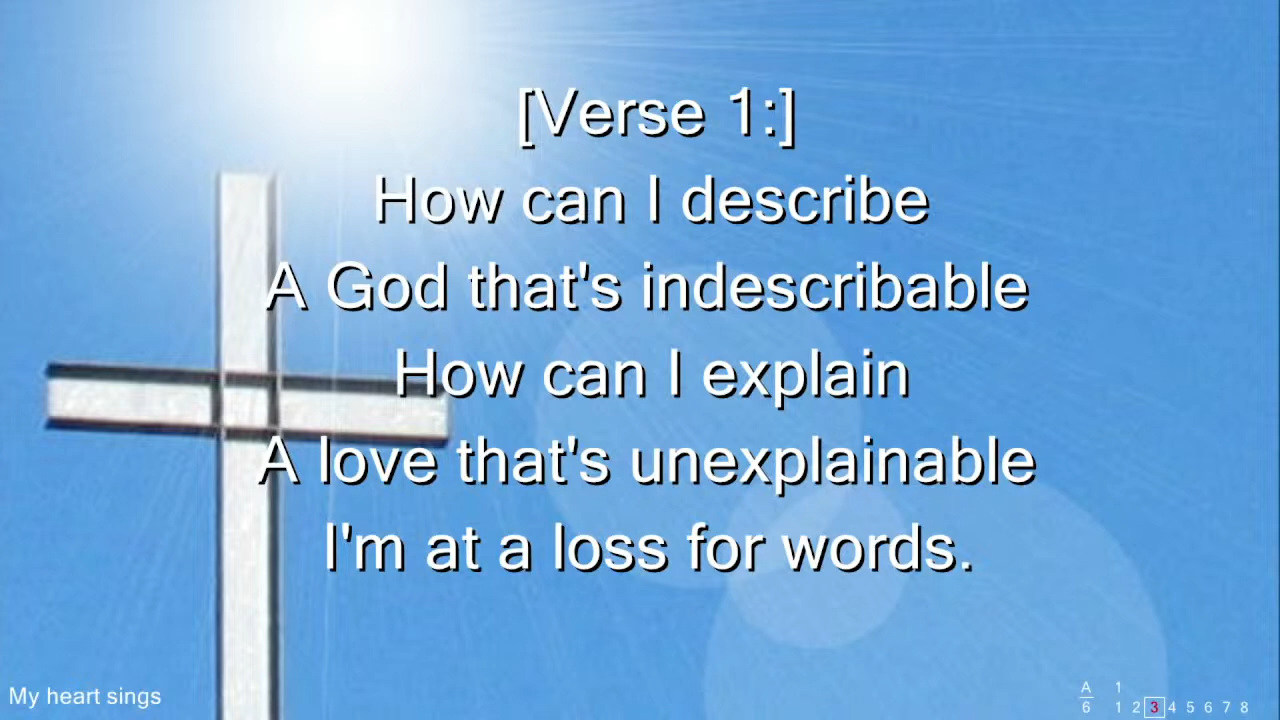 [Verse 1:]
How can I describe
A God that's indescribable
How can I explain
A love that's unexplainable
I'm at a loss for words.
My heart sings
A 1
6 1 2 3 4 5 6 7 8